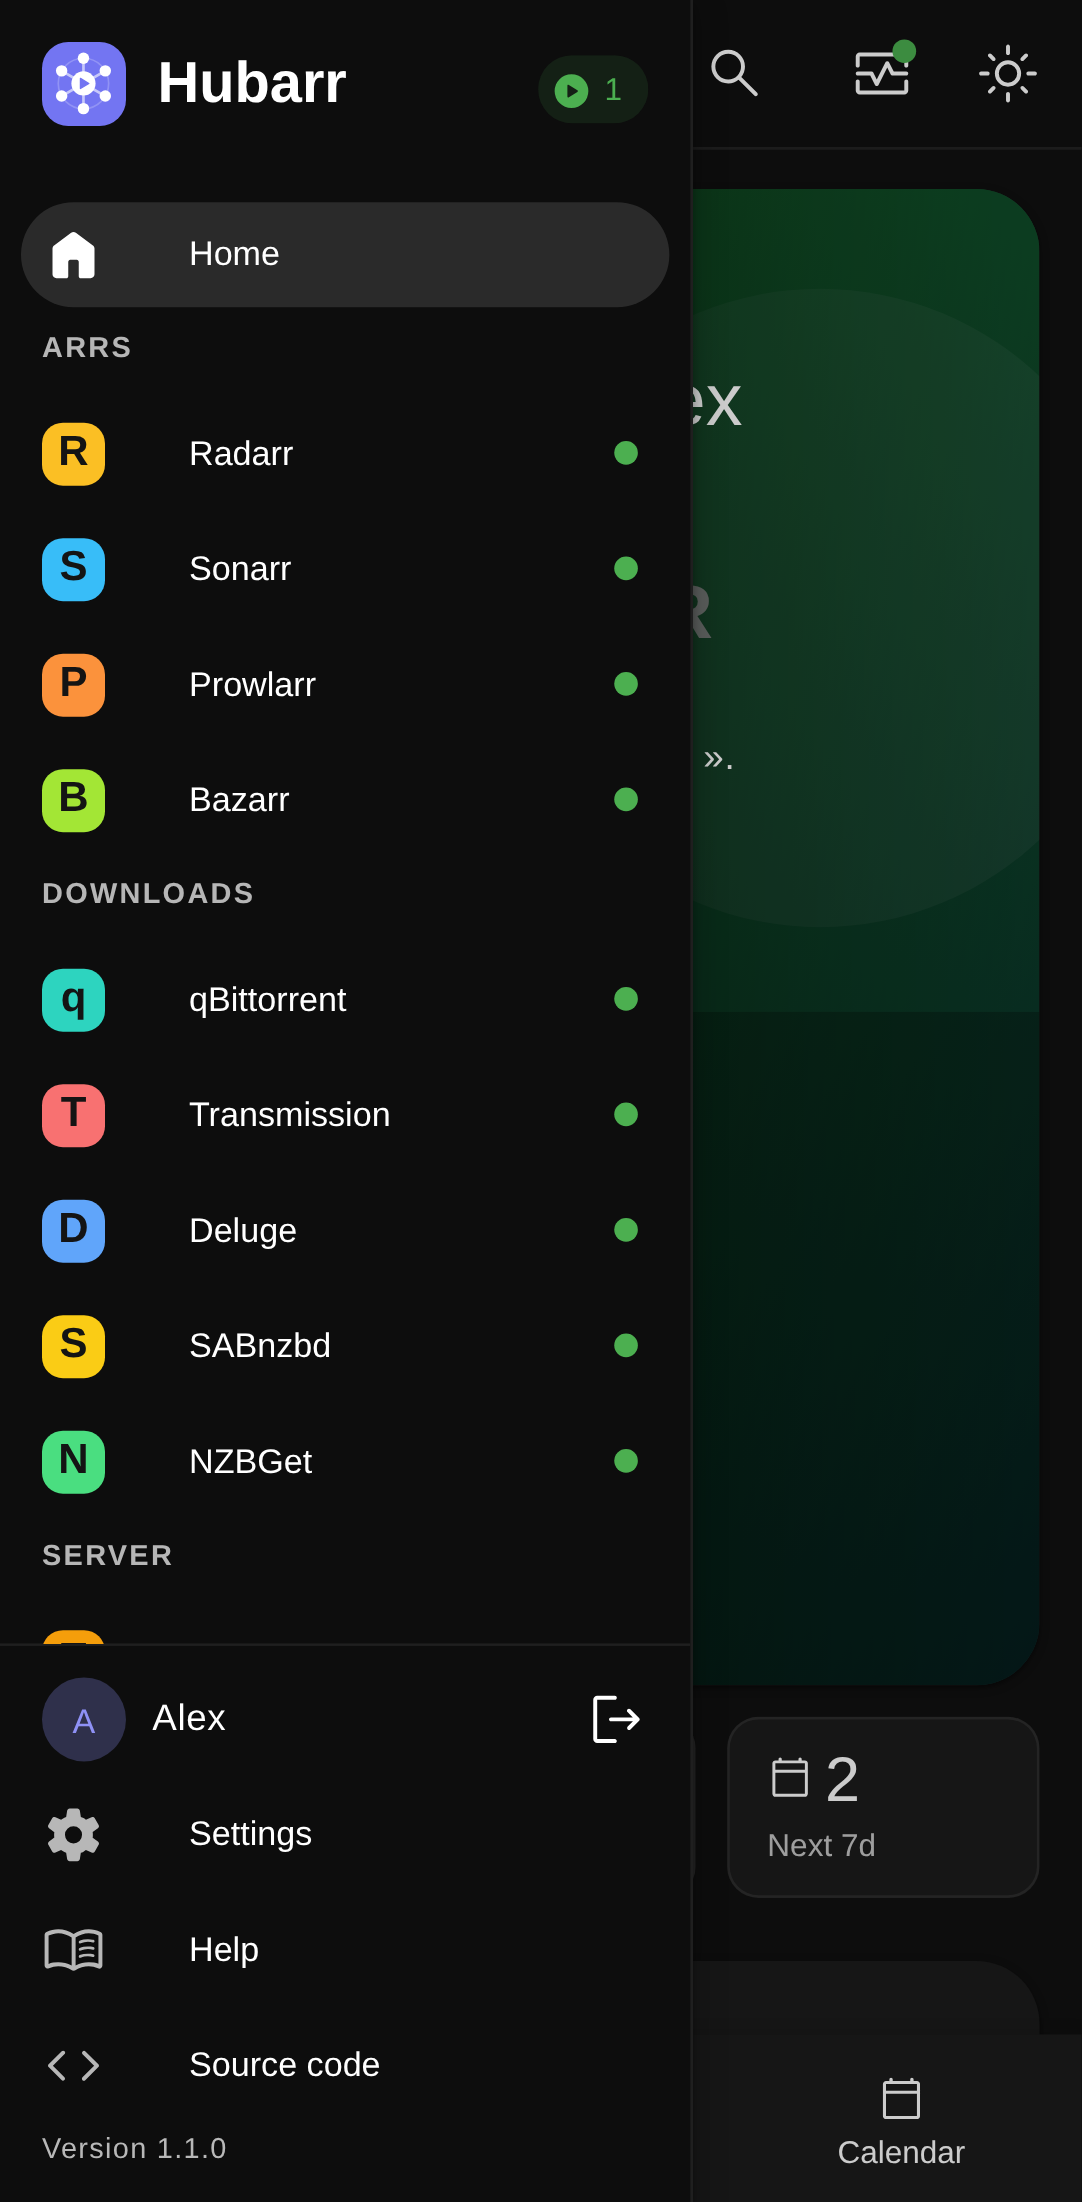 Hubarr
1
Home
ARRS
R Radarr
S Sonarr
P Prowlarr
B Bazarr
DOWNLOADS
q qBittorrent
T Transmission
D Deluge
S SABnzbd
N NZBGet
SERVER
A Alex
Settings
Help
Source code
Version 1.1.0
ex
R
».
2
Next 7d
Calendar